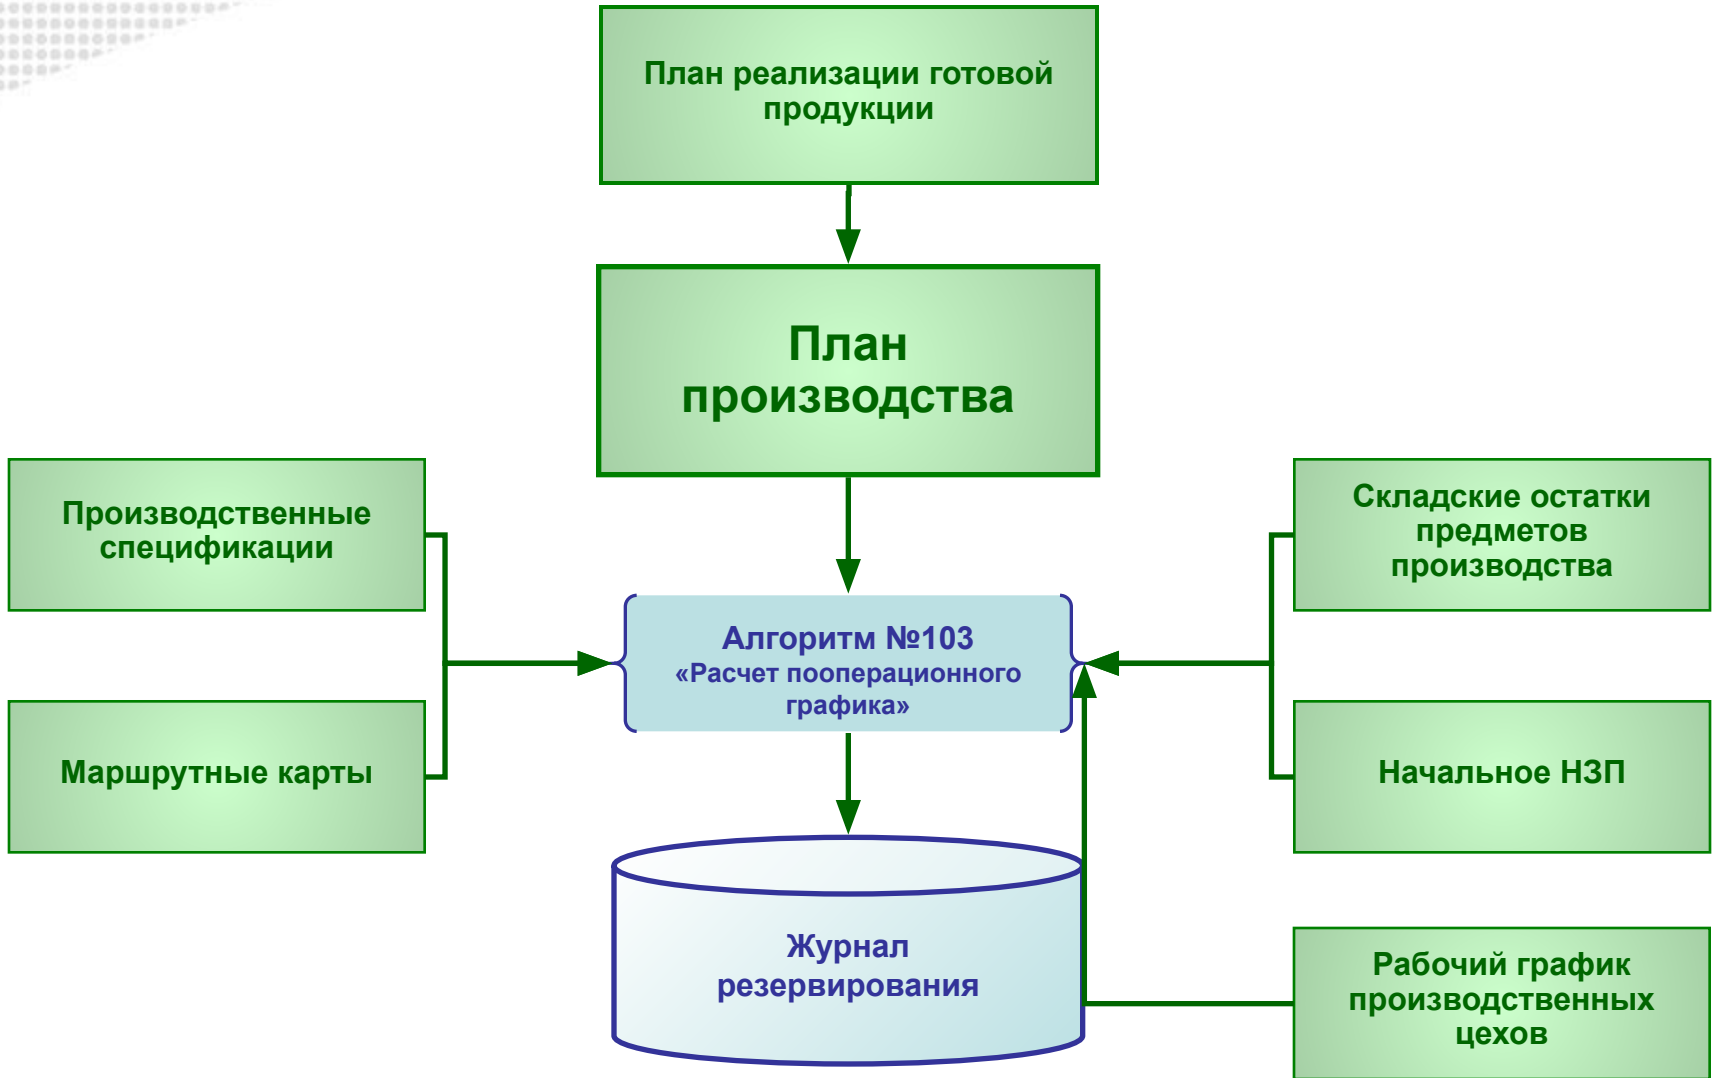 План реализации готовой
продукции
План
производства
Производственные
спецификации
Складские остатки
предметов
производства
Алгоритм №103
«Расчет пооперационного
графика»
Маршрутные карты
Начальное НЗП
Журнал
резервирования
Рабочий график
производственных
цехов